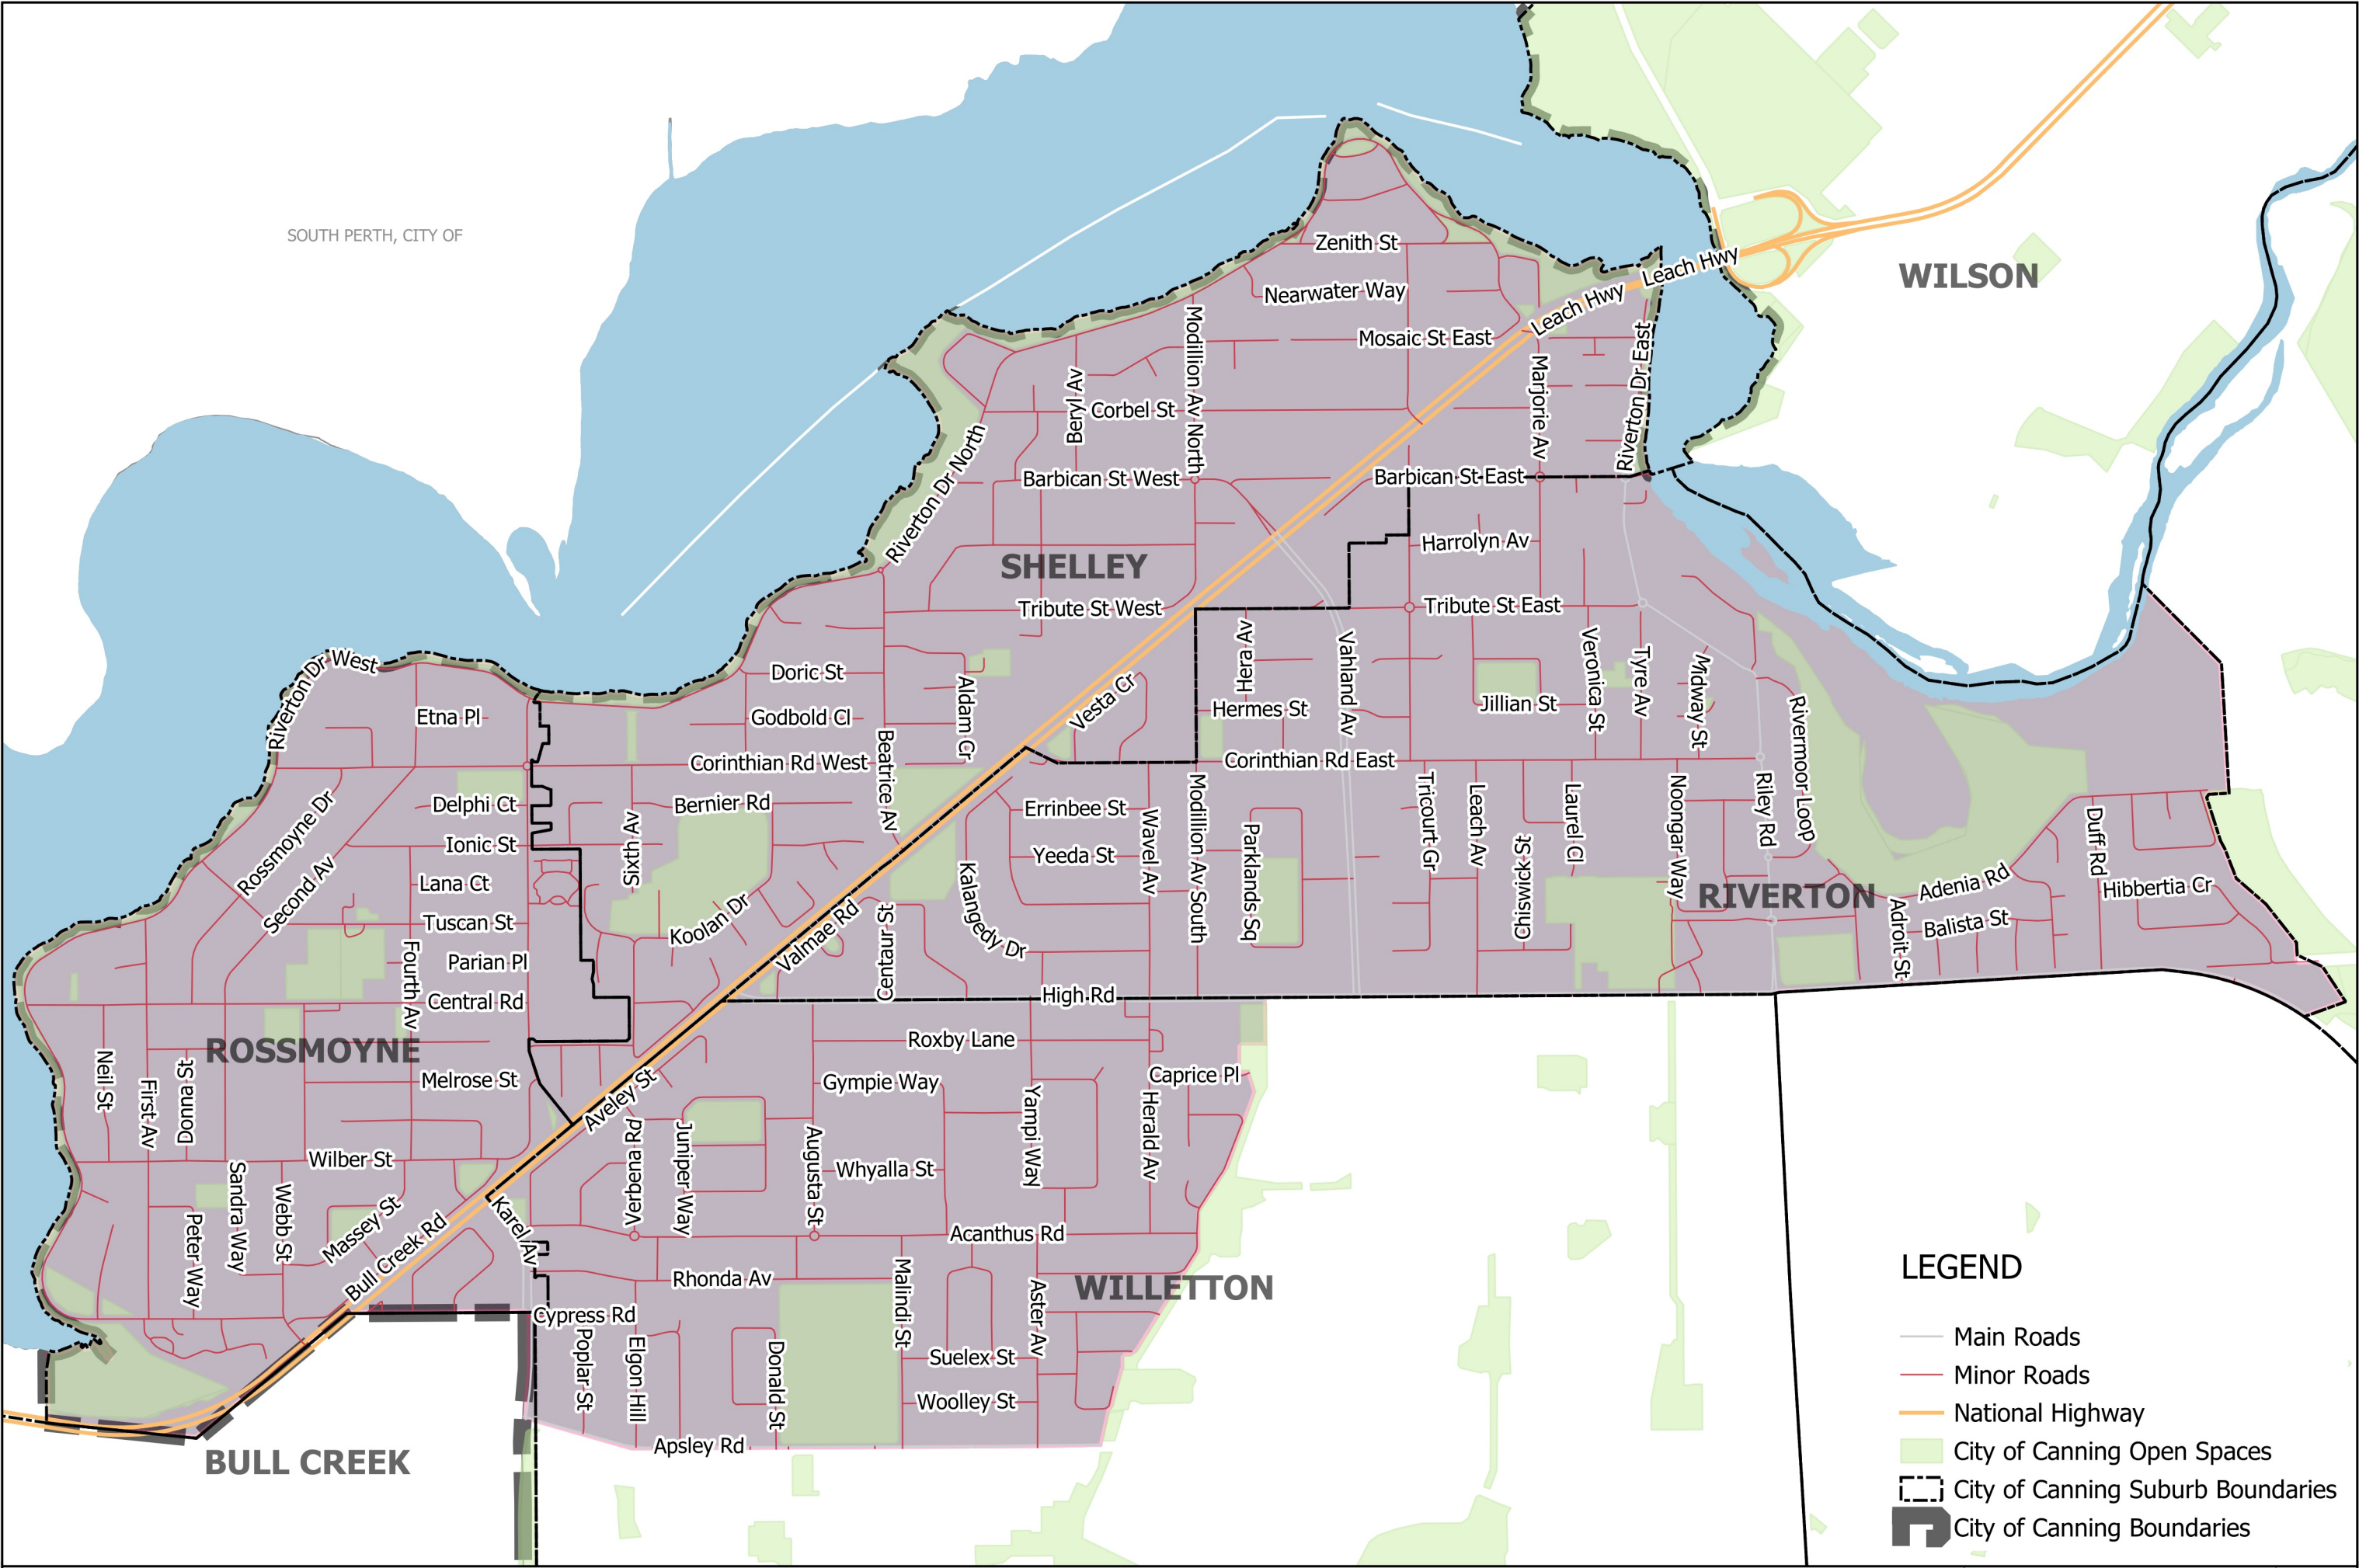 SOUTH PERTH, CITY OF
WILSON
Zenith St
Leach Hwy
Nearwater Way
Leach Hwy
Mosaic St East
Modillion Av North
Marjorie Av
Riverton Dr East
Beryl Av
Corbel St
Riverton Dr North
Barbican St West
Barbican St East
SHELLEY
Harrolyn Av
Tribute St West
Tribute St East
Riverton Dr West
Doric St
Etna Pl
Godbold Cl
Aldam Cr
Vesta Cr
Herald Av
Hermes St
Vahland Av
Jillian St
Veronica St
Tyre Av
Midway St
Rivermoor Loop
Corinthian Rd West
Beatrice Av
Corinthian Rd East
Rossmoyne Dr
Delphi Ct
Bernier Rd
Errinbee St
Wavel Av
Modillion Av South
Parklands Sq
Tricourt Gr
Leach Av
Chiswick St
Laurel Cl
Noongar Way
Riley Rd
Duff Rd
Sixth Av
Ionic St
Yeeda St
Second Av
Lana Ct
Kalangedy Dr
RIVERTON
Adenia Rd
Hibbertia Cr
Tuscan St
Koolan Dr
Valmae Rd
Centaurus St
Adroit St
Balista St
Fourth Av
Parian Pl
Central Rd
High Rd
ROSSMOYNE
Roxby Lane
Neil St
First Av
Donna St
Melrose St
Aveley St
Gympie Way
Yampi Way
Caprice Pl
Herald Av
Verbena Rd
Juniper Way
Augusta St
Wilber St
Whyalla St
Sandra Way
Webb St
Peter Way
Massey St
Bull Creek Rd
Karel Av
Acanthus Rd
Rhonda Av
Malindi St
Aster Av
WILLETTON
Cypress Rd
Poplar St
Elgon Hill
Donald St
Suelex St
Woolley St
Apsley Rd
BULL CREEK
LEGEND
Main Roads
Minor Roads
National Highway
City of Canning Open Spaces
City of Canning Suburb Boundaries
City of Canning Boundaries